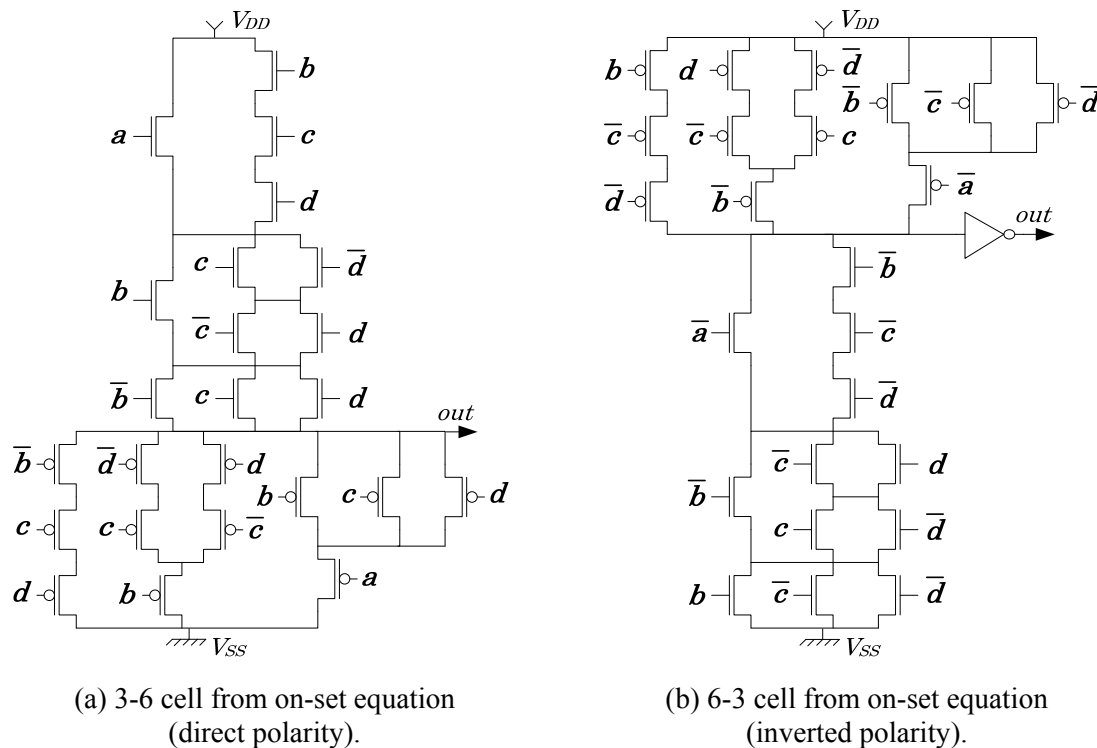 V_DD
b
a
c
d
c d̅
b
c̅ d
b̅ c d
out
b̅ d̅ d
b c d
c c c̅
a
d b
V_SS
(a) 3-6 cell from on-set equation
(direct polarity).
V_DD
b d d̅
b̅ c̅ d̅
c̅ c̅ c
a̅
d̅ b̅
out
b̅
a̅ c̅
d̅
c̅ d
b̅
c d̅
b c̅ d̅
V_SS
(b) 6-3 cell from on-set equation
(inverted polarity).